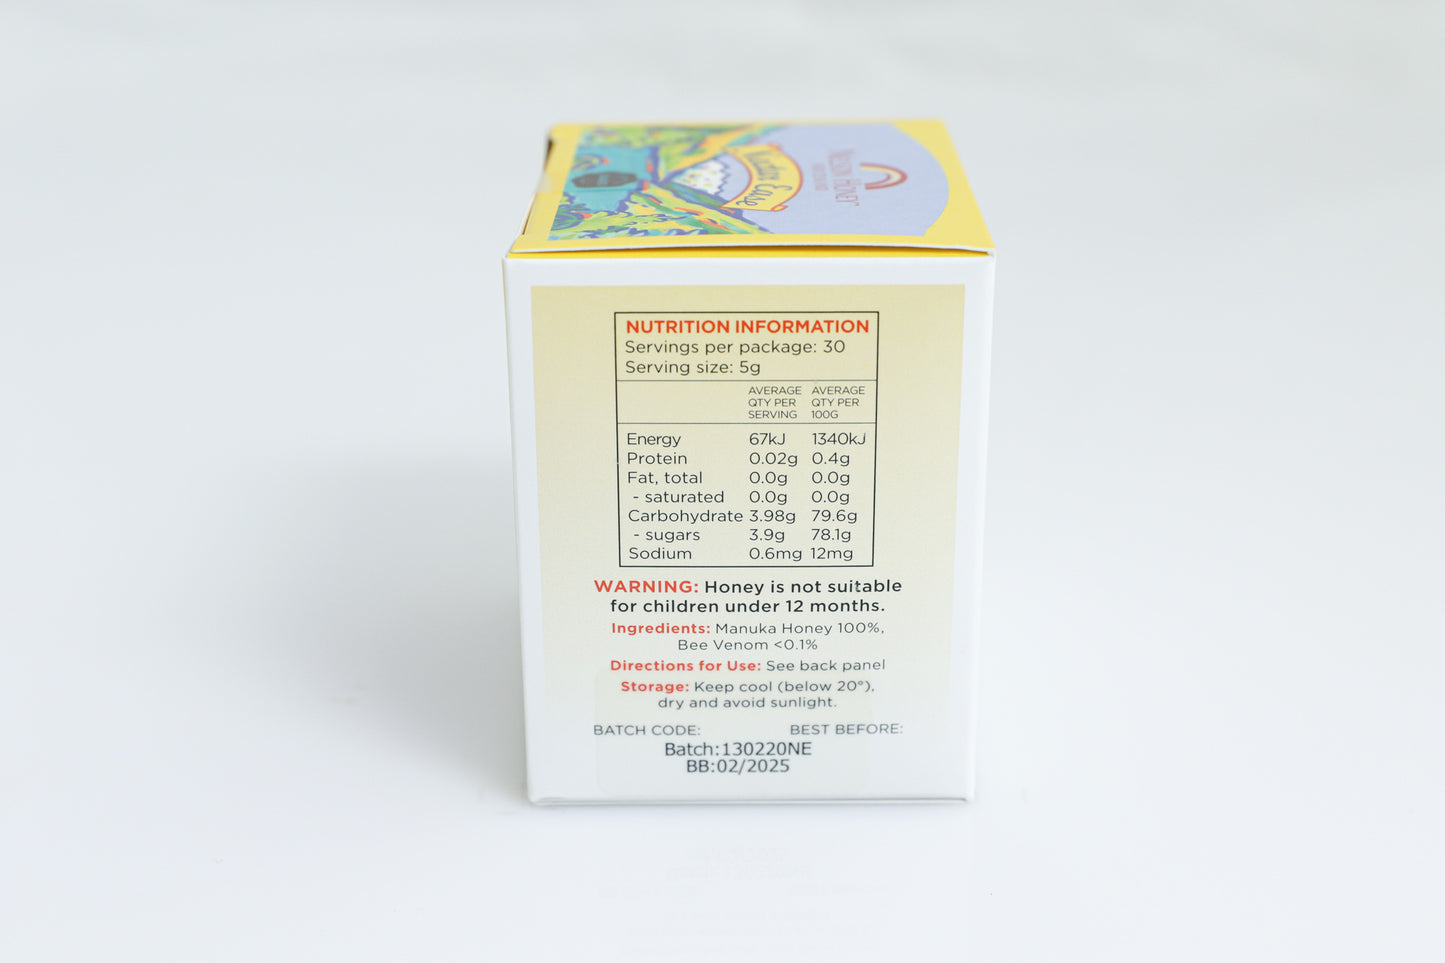 NELSON HONEY
Nectar Ease
NUTRITION INFORMATION
Servings per package: 30
Serving size: 5g
AVERAGE QTY PER SERVING AVERAGE QTY PER 100G
Energy 67kJ 1340kJ
Protein 0.02g 0.4g
Fat, total 0.0g 0.0g
- saturated 0.0g 0.0g
Carbohydrate 3.98g 79.6g
- sugars 3.9g 78.1g
Sodium 0.6mg 12mg
WARNING: Honey is not suitable
for children under 12 months.
Ingredients: Manuka Honey 100%,
Bee Venom <0.1%
Directions for Use: See back panel
Storage: Keep cool (below 20°),
dry and avoid sunlight.
BATCH CODE: BEST BEFORE:
Batch:130220NE
BB:02/2025